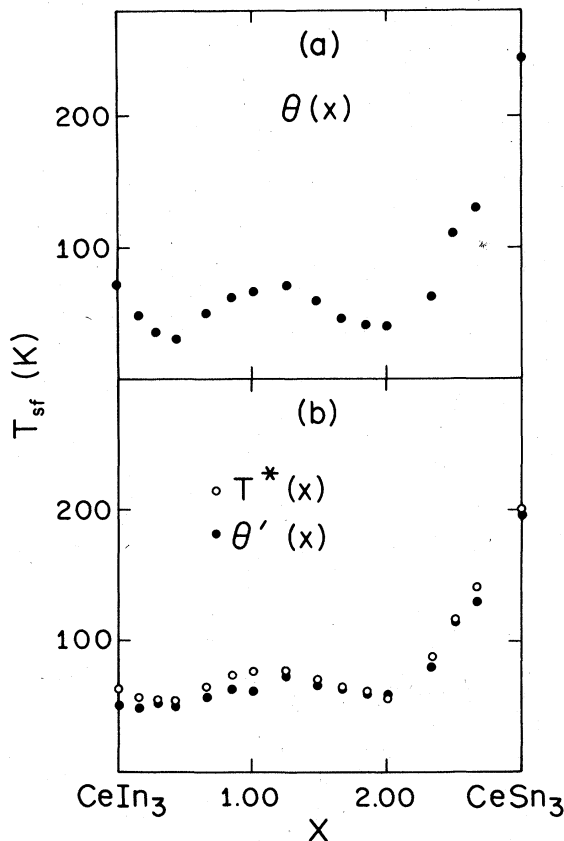 (a)
θ(x)
200
100
T_sf (K)
(b)
T*(x)
θ′(x)
200
100
CeIn₃ 1.00 2.00 CeSn₃
X